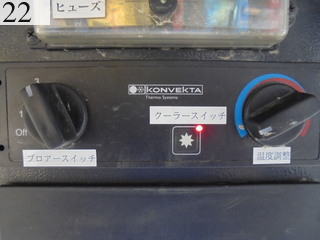 22
ヒューズ
KONVEKTA
Thermo Systems
クーラースイッチ
1
Off
ブロアースイッチ
温度調整